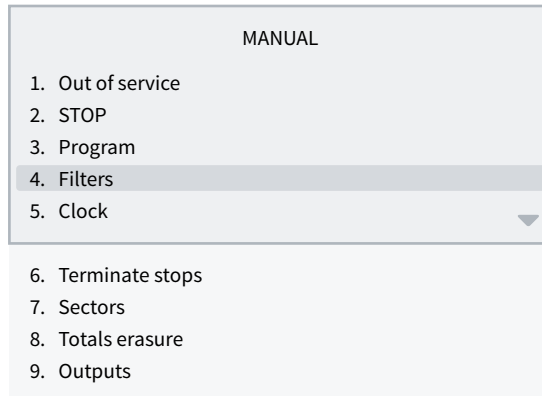 MANUAL
1. Out of service
2. STOP
3. Program
4. Filters
5. Clock
6. Terminate stops
7. Sectors
8. Totals erasure
9. Outputs